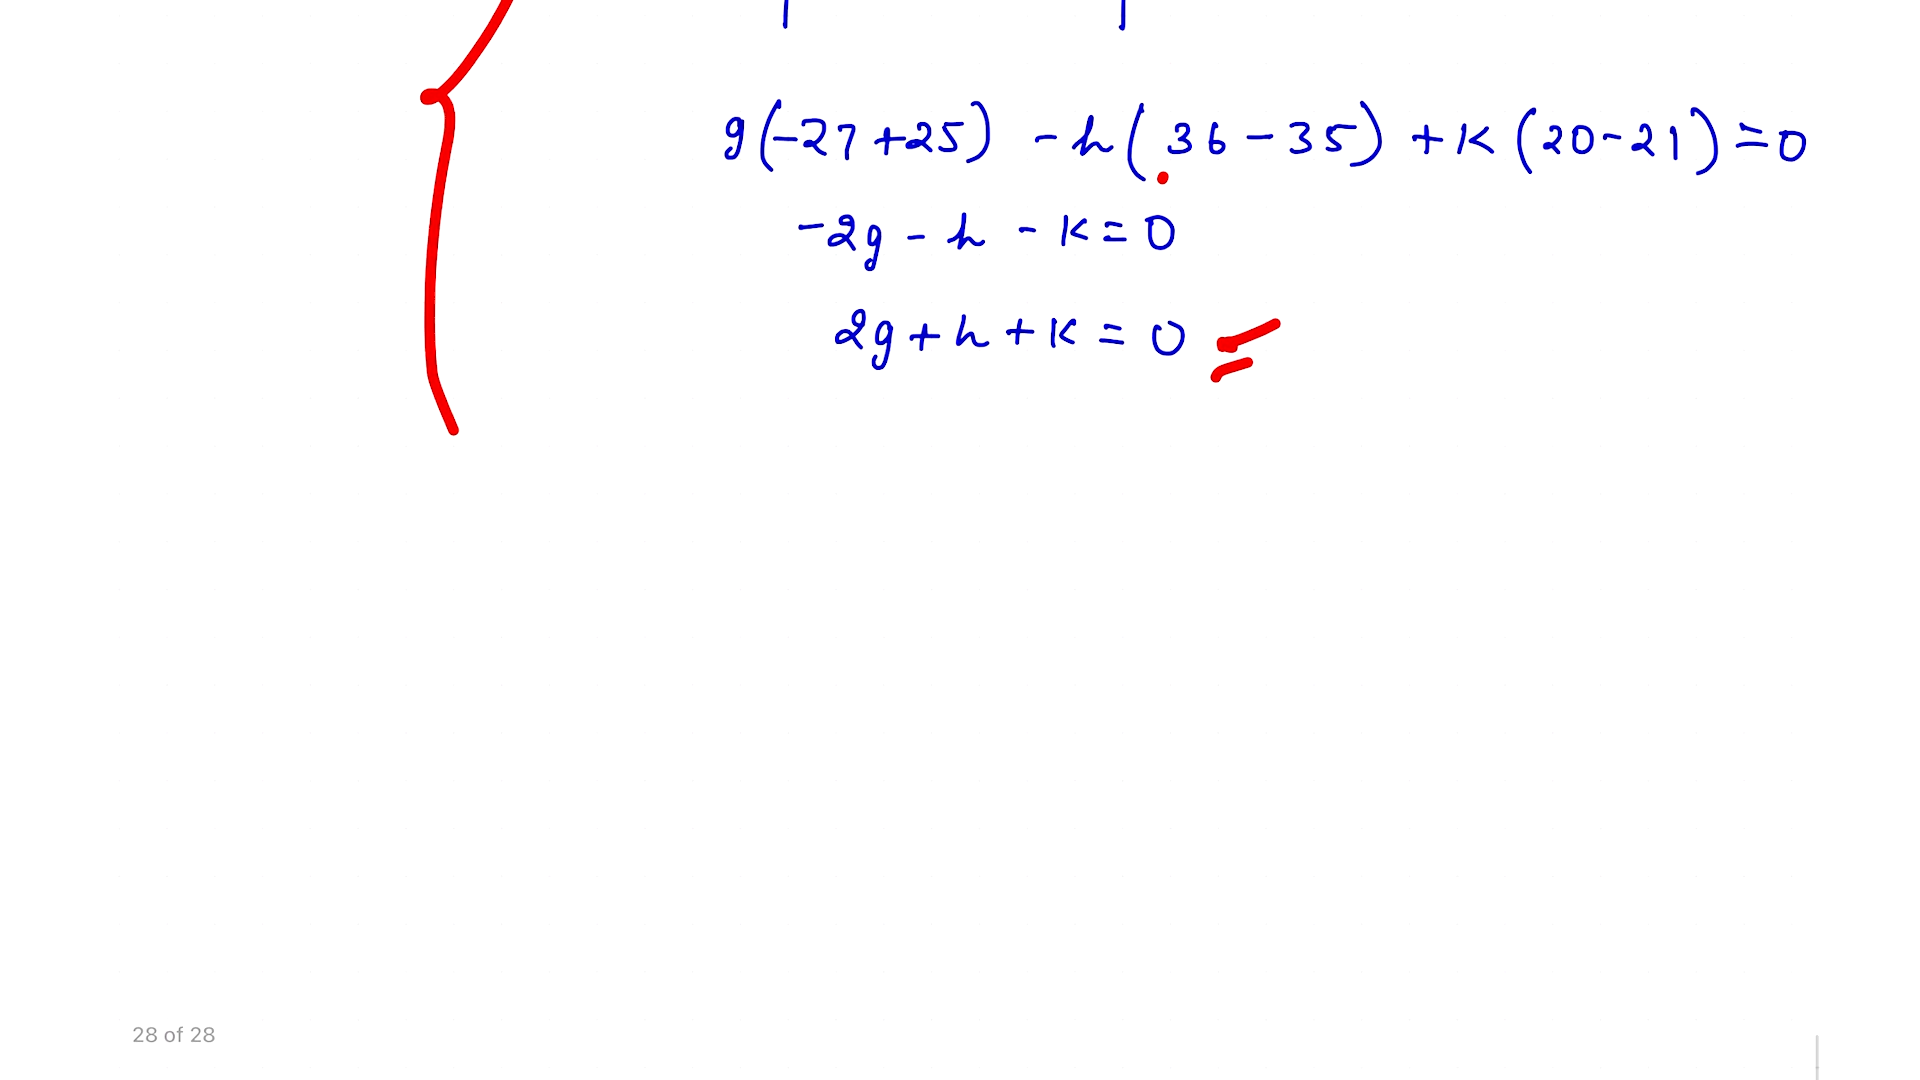 g(-27+25) -h(36-35) +k(20-21)=0
-2g - h - k = 0
2g + h + k = 0
28 of 28